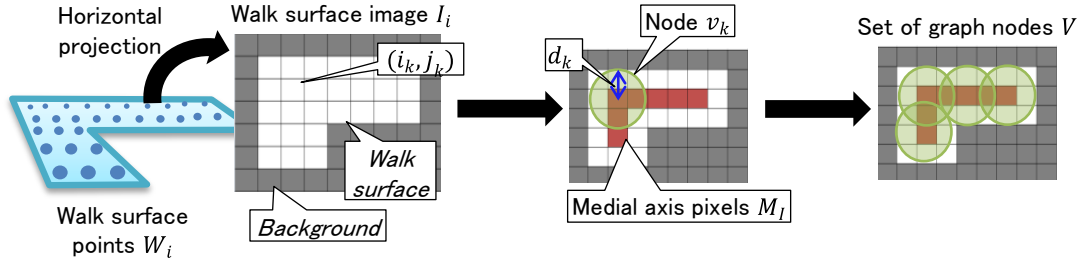 Horizontal
projection
Walk surface
points W_i
Walk surface image I_i
(i_k, j_k)
Walk
surface
Background
Node v_k
d_k
Medial axis pixels M_I
Set of graph nodes V